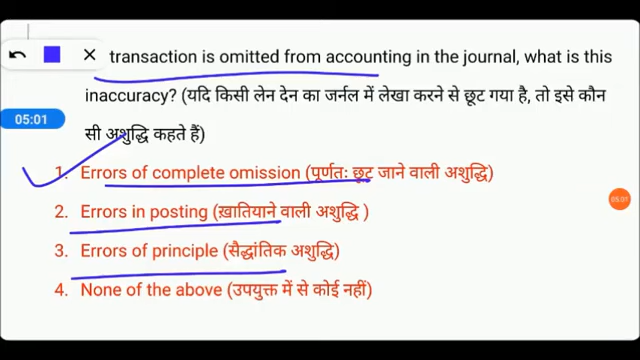 transaction is omitted from accounting in the journal, what is this
inaccuracy? (यदि किसी लेन देन का जर्नल में लेखा करने से छूट गया है, तो इसे कौन
05:01
सी अशुद्धि कहते हैं)
1. Errors of complete omission (पूर्णतः छूट जाने वाली अशुद्धि)
05:01
2. Errors in posting (ख़ातियाने वाली अशुद्धि )
3. Errors of principle (सैद्धांतिक अशुद्धि)
4. None of the above (उपयुक्त में से कोई नहीं)